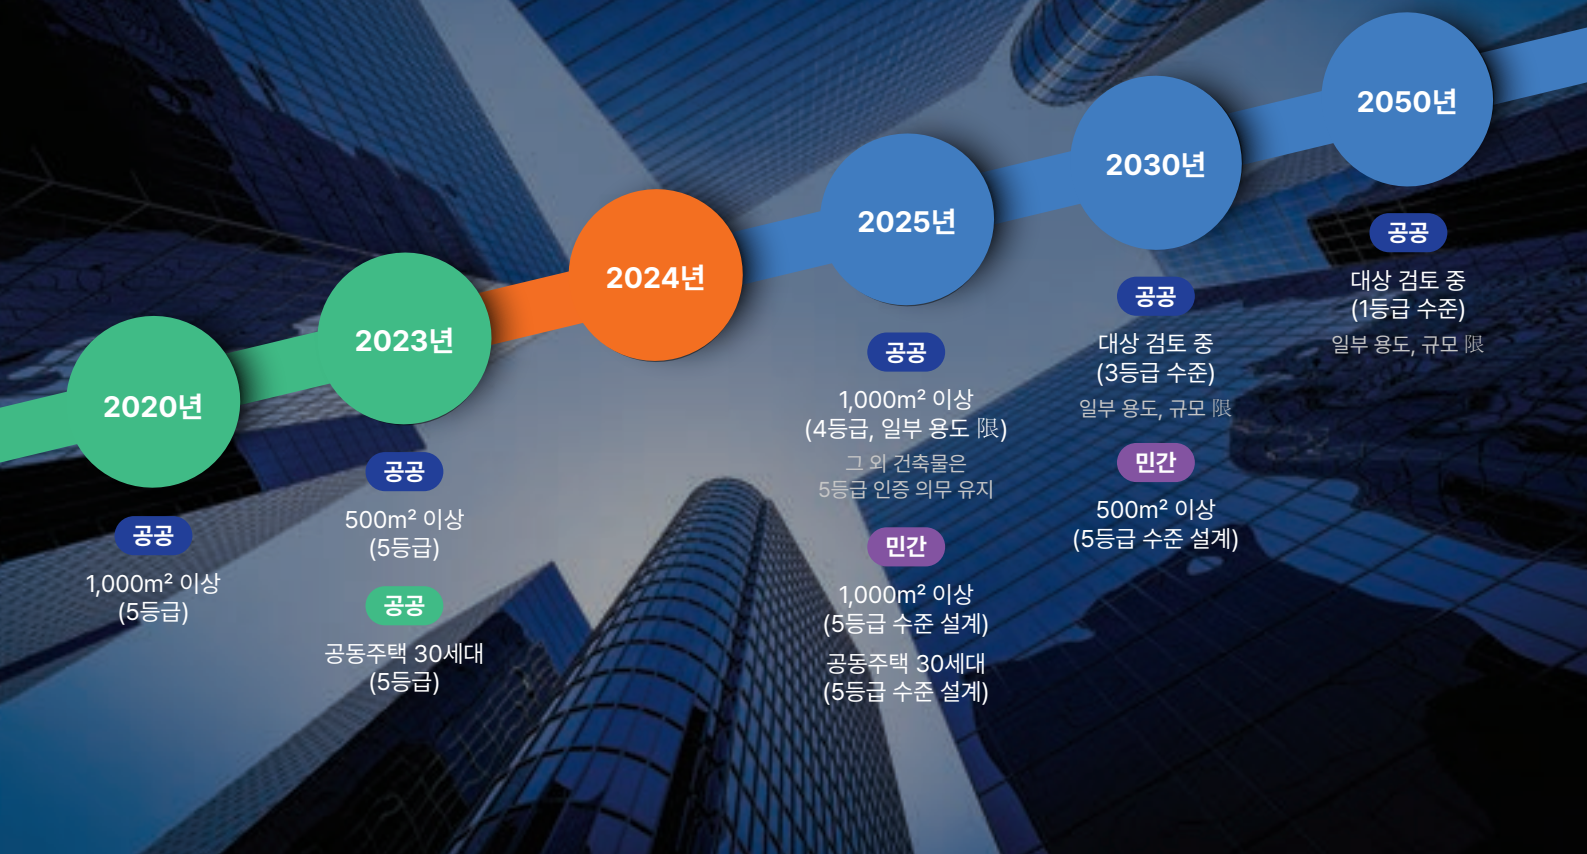 2020년
공공
1,000m² 이상
(5등급)
2023년
공공
500m² 이상
(5등급)
공공
공동주택 30세대
(5등급)
2024년
2025년
공공
1,000m² 이상
(4등급, 일부 용도 限)
그 외 건축물은
5등급 인증 의무 유지
민간
1,000m² 이상
(5등급 수준 설계)
공동주택 30세대
(5등급 수준 설계)
2030년
공공
대상 검토 중
(3등급 수준)
일부 용도, 규모 限
민간
500m² 이상
(5등급 수준 설계)
2050년
공공
대상 검토 중
(1등급 수준)
일부 용도, 규모 限